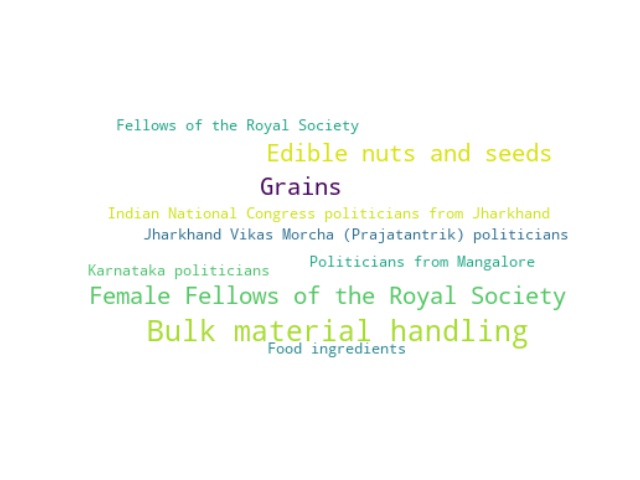 Fellows of the Royal Society
Edible nuts and seeds
Grains
Indian National Congress politicians from Jharkhand
Jharkhand Vikas Morcha (Prajatantrik) politicians
Politicians from Mangalore
Karnataka politicians
Female Fellows of the Royal Society
Bulk material handling
Food ingredients